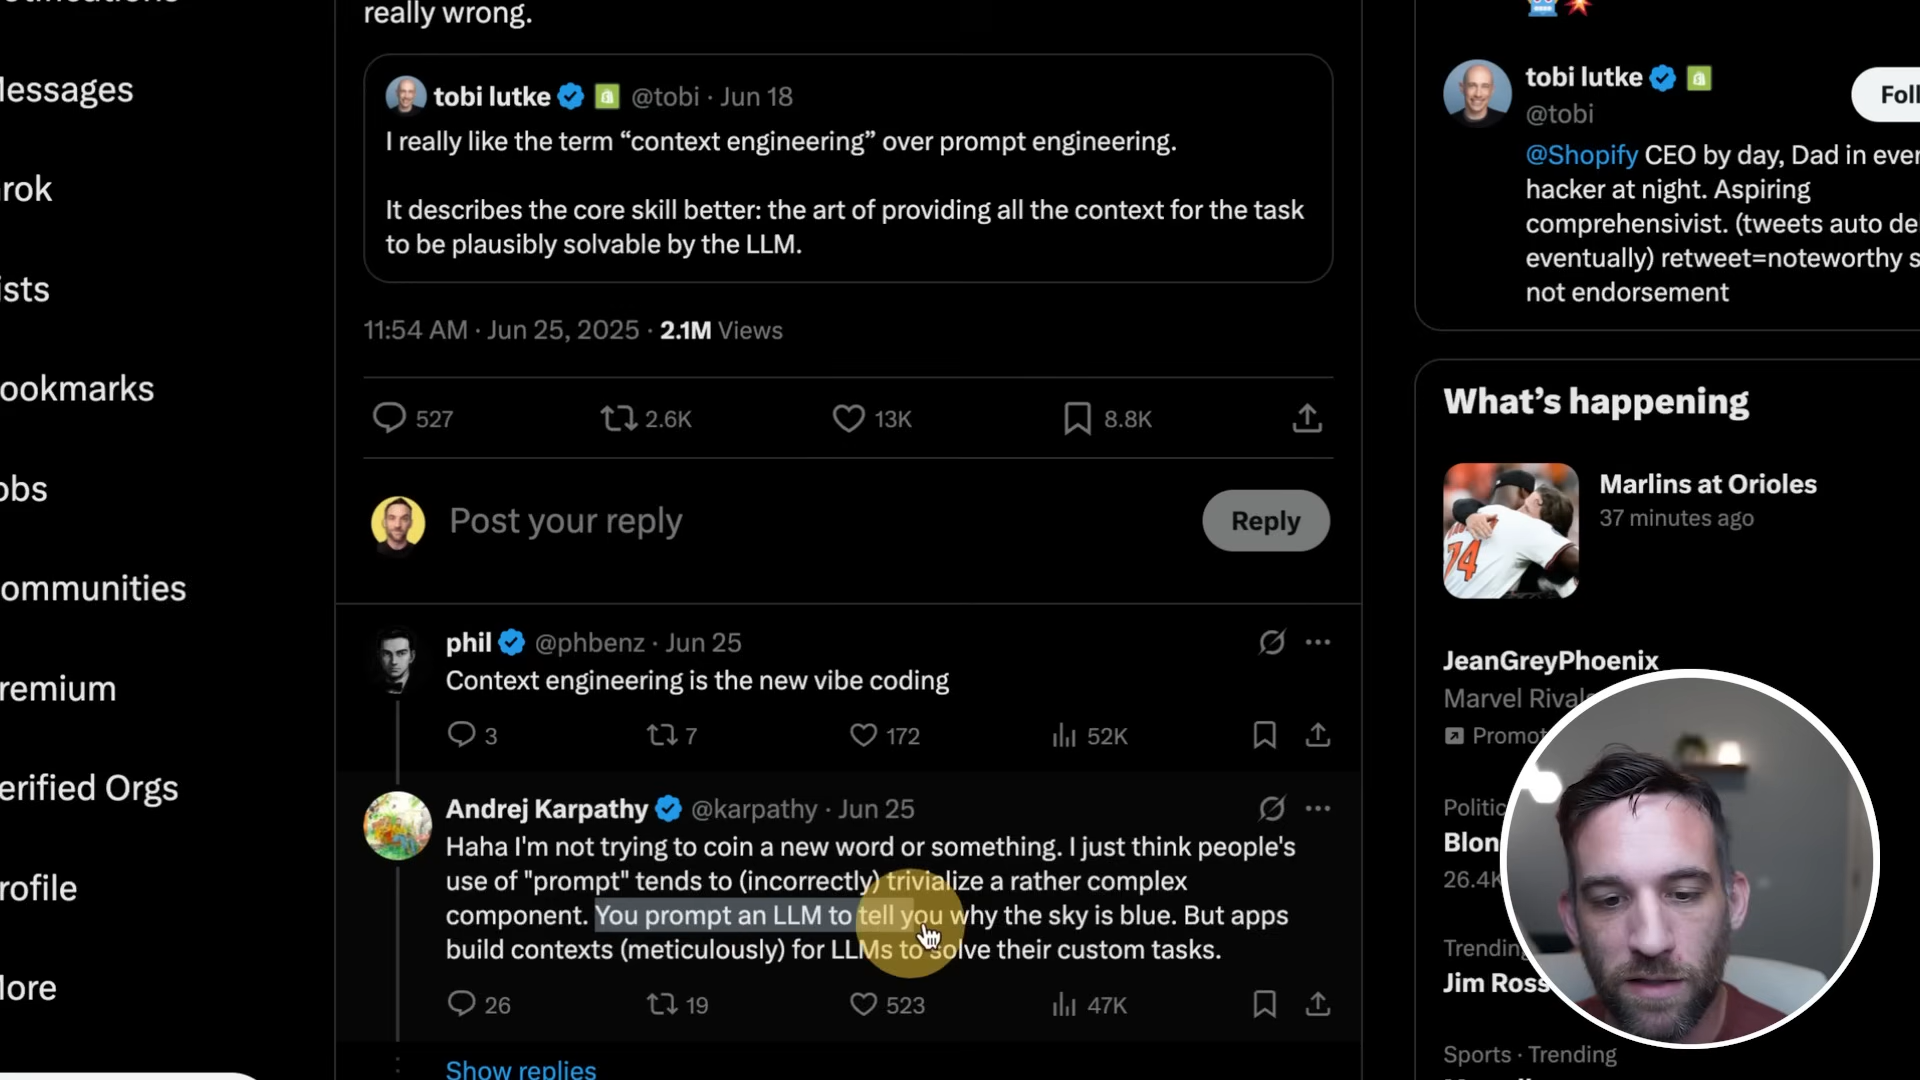 otifications
Messages
rok
ists
ookmarks
obs
ommunities
remium
erified Orgs
rofile
More
really wrong.
tobi lutke @tobi · Jun 18
I really like the term “context engineering” over prompt engineering.
It describes the core skill better: the art of providing all the context for the task
to be plausibly solvable by the LLM.
11:54 AM · Jun 25, 2025 · 2.1M Views
527 2.6K 13K 8.8K
Post your reply
Reply
phil @phbenz · Jun 25
Context engineering is the new vibe coding
3 7 172 52K
Andrej Karpathy @karpathy · Jun 25
Haha I'm not trying to coin a new word or something. I just think people's
use of "prompt" tends to (incorrectly) trivialize a rather complex
component. You prompt an LLM to tell you why the sky is blue. But apps
build contexts (meticulously) for LLMs to solve their custom tasks.
26 19 523 47K
Show replies
tobi lutke
Foll
@tobi
@Shopify CEO by day, Dad in ever
hacker at night. Aspiring
comprehensivist. (tweets auto de
eventually) retweet=noteworthy s
not endorsement
What’s happening
Marlins at Orioles
37 minutes ago
74
JeanGreyPhoenix
Marvel Rivals
Promot
Politic
Blon
26.4K
Trending
Jim Ross
Sports · Trending